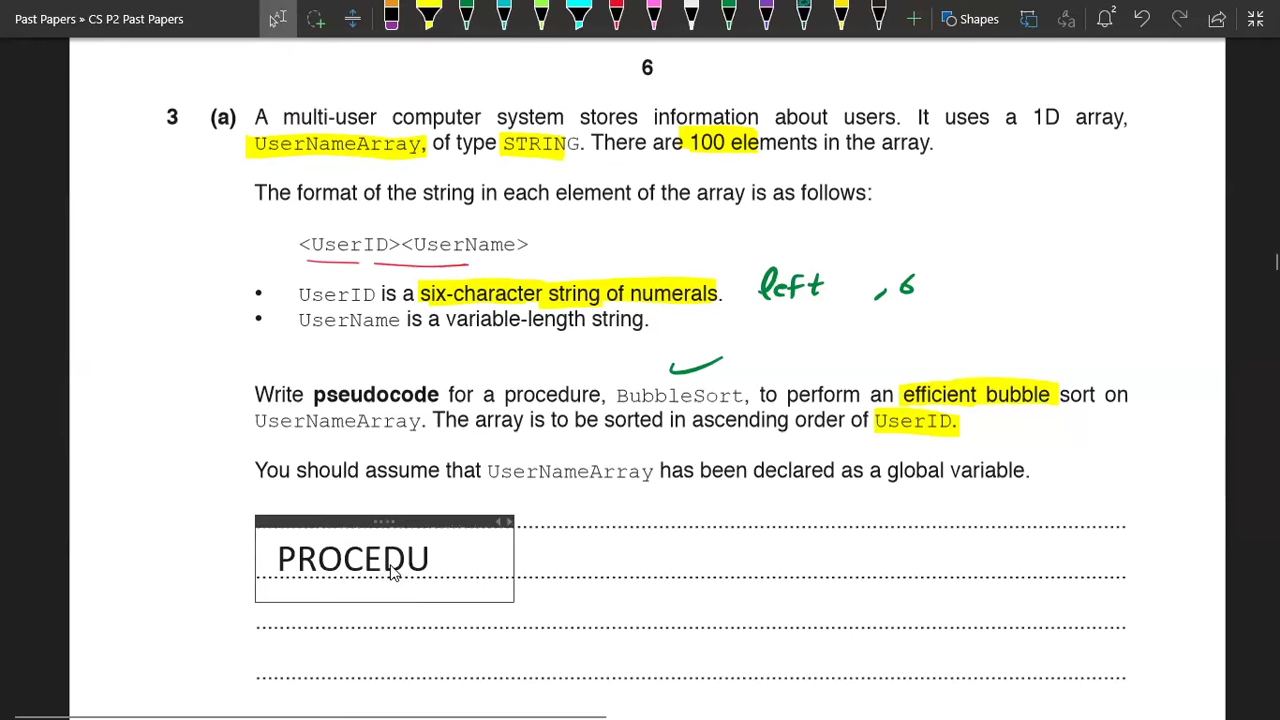 Past Papers » CS P2 Past Papers
Shapes
2
6
3 (a) A multi-user computer system stores information about users. It uses a 1D array,
UserNameArray, of type STRING. There are 100 elements in the array.
The format of the string in each element of the array is as follows:
<UserID><UserName>
• UserID is a six-character string of numerals. left , 6
• UserName is a variable-length string.
Write pseudocode for a procedure, BubbleSort, to perform an efficient bubble sort on
UserNameArray. The array is to be sorted in ascending order of UserID.
You should assume that UserNameArray has been declared as a global variable.
PROCEDU